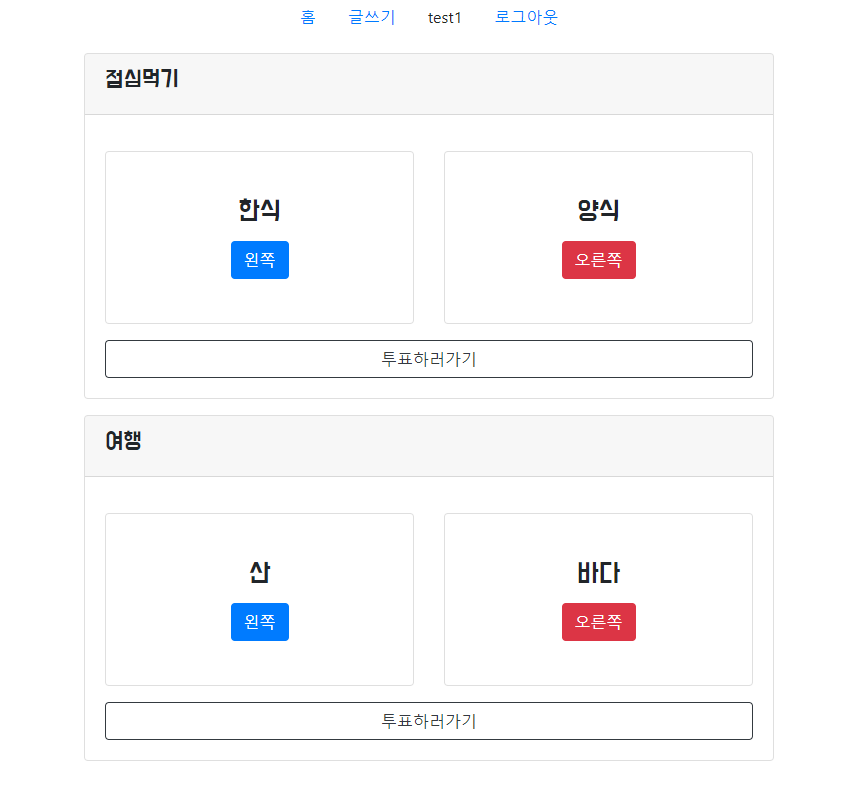 홈 글쓰기 test1 로그아웃
점심먹기
한식 양식
왼쪽 오른쪽
투표하러가기
여행
산 바다
왼쪽 오른쪽
투표하러가기